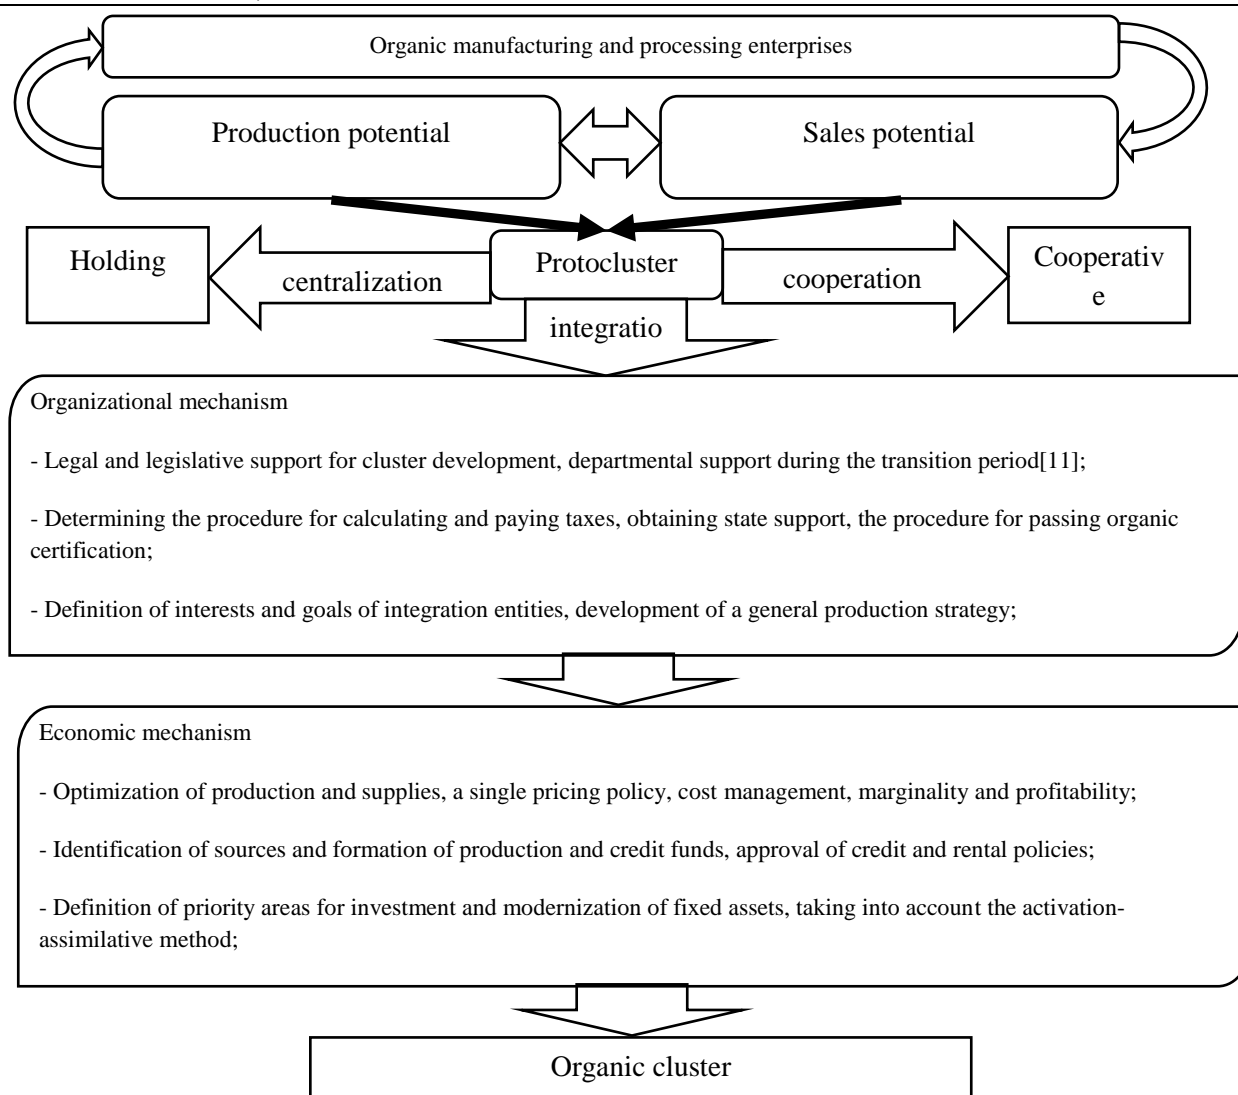 Organic manufacturing and processing enterprises
Production potential
Sales potential
Holding
centralization
Protocluster
cooperation
Cooperativ
e
integratio
Organizational mechanism
- Legal and legislative support for cluster development, departmental support during the transition period[11];
- Determining the procedure for calculating and paying taxes, obtaining state support, the procedure for passing organic
certification;
- Definition of interests and goals of integration entities, development of a general production strategy;
Economic mechanism
- Optimization of production and supplies, a single pricing policy, cost management, marginality and profitability;
- Identification of sources and formation of production and credit funds, approval of credit and rental policies;
- Definition of priority areas for investment and modernization of fixed assets, taking into account the activation-
assimilative method;
Organic cluster